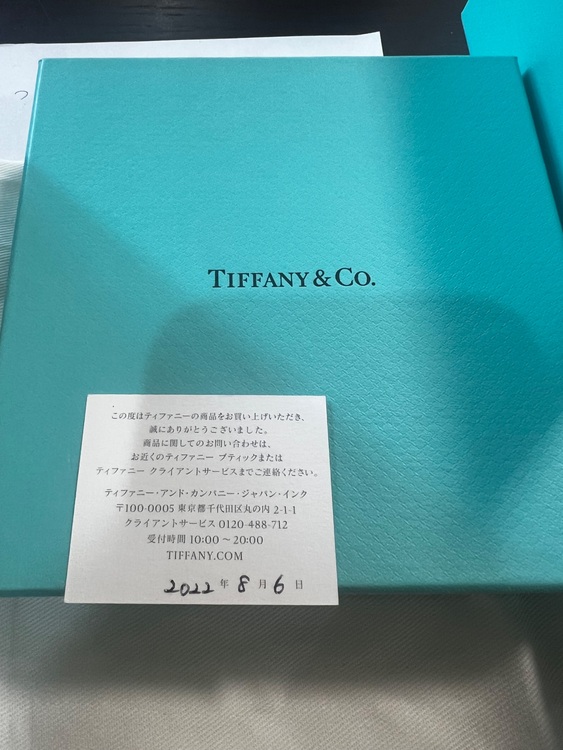 つ
TIFFANY & CO.
この度はティファニーの商品をお買い上げいただき、
誠にありがとうございました。
商品に関してのお問い合わせは、
お近くのティファニー ブティックまたは
ティファニー クライアントサービスまでご連絡ください。
ティファニー・アンド・カンパニー・ジャパン・インク
〒100-0005 東京都千代田区丸の内 2-1-1
クライアントサービス 0120-488-712
受付時間 10:00〜20:00
TIFFANY.COM
2022 年 8 月 6 日